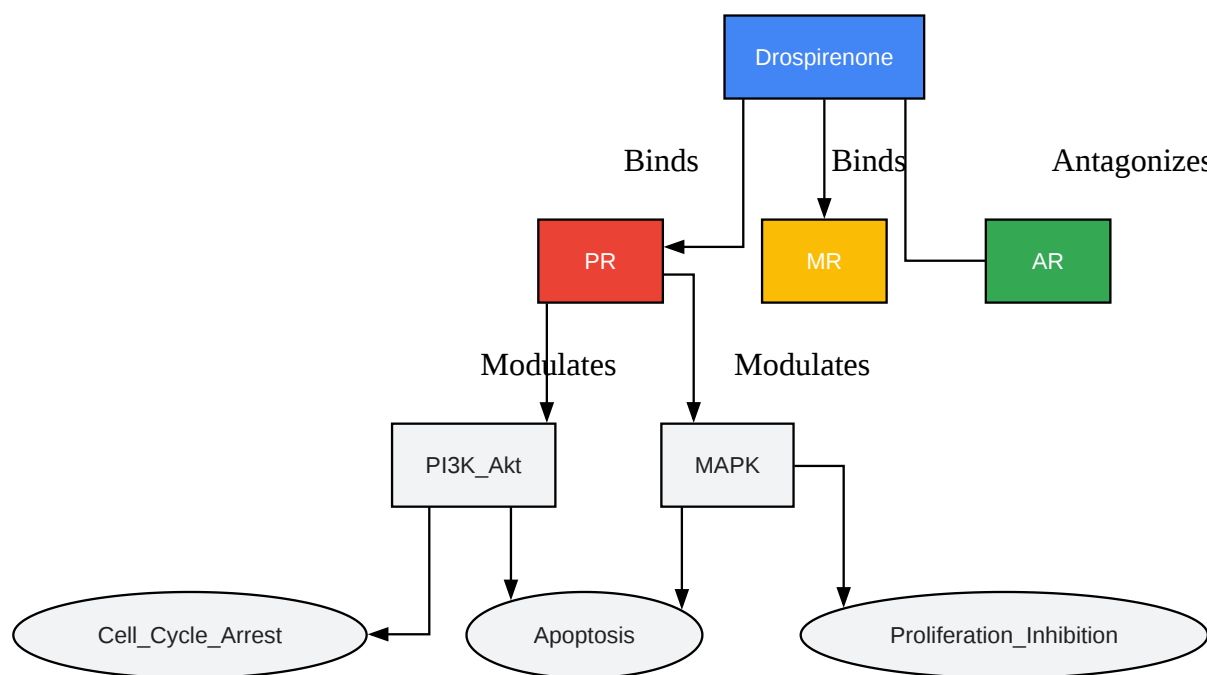 Drospirenone
Binds
Binds
Antagonizes
PR
MR
AR
Modulates
Modulates
PI3K_Akt
MAPK
Cell_Cycle_Arrest
Apoptosis
Proliferation_Inhibition